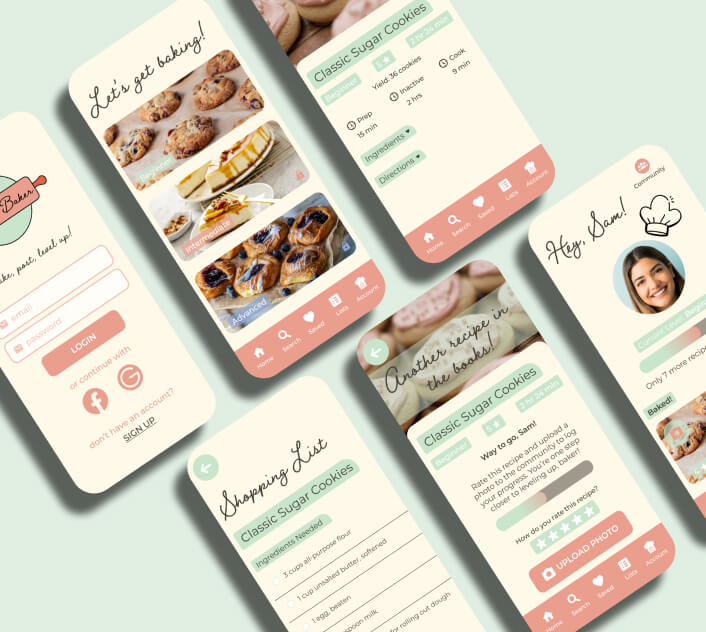 Baker
bake, post, level up!
email
password
LOGIN
or continue with
don't have an account?
SIGN UP
Let's get baking!
Beginner
Intermediate
Advanced
Home
Search
Saved
Lists
Account
Classic Sugar Cookies
Beginner
5 ★
2 hr 24 min
Yield: 36 cookies
Prep
15 min
Inactive
2 hrs
Cook
9 min
Ingredients
Directions
Home
Search
Saved
Lists
Account
Shopping List
Classic Sugar Cookies
Ingredients Needed
3 cups all-purpose flour
1 cup unsalted butter, softened
1 egg, beaten
spoon milk
for rolling out dough
Another recipe in
the books!
Classic Sugar Cookies
Beginner
5 ★
2 hr 24 min
Way to go, Sam!
Rate this recipe and upload a
photo to the community to log
your progress. You're one step
closer to leveling up, baker!
How do you rate this recipe?
UPLOAD PHOTO
Home
Search
Saved
Lists
Account
Community
Hey, Sam!
Current Level: Begin
Only 7 more recipe
Baked!